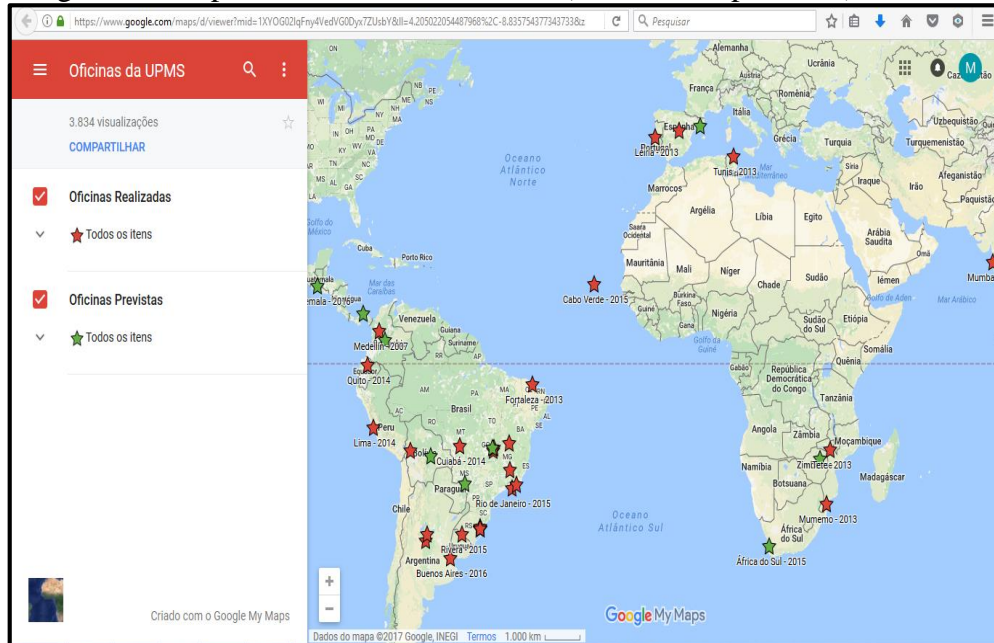 https://www.google.com/maps/d/viewer?mid=1XYOG02IqFny4VedVG0Dyx7ZUsbY&ll=4.205022054487968%2C-8.835754377343733&z
Pesquisar
Oficinas da UPMS
M
3.834 visualizações
COMPARTILHAR
Oficinas Realizadas
Todos os itens
Oficinas Previstas
Todos os itens
Criado com o Google My Maps
Alemanha
Ucrânia
França
Áustria
Romênia
Itália
Espanha
Portugal
Leiria - 2013
Grécia
Turquia
Uzbequistão
Turquemenistão
Tunis - 2013
Mar Mediterrâneo
Síria
Iraque
Irão
Afeganistão
Paquistão
Marrocos
Argélia
Líbia
Egito
Arábia Saudita
Omã
Saara Ocidental
Mauritânia
Mali
Níger
Chade
Sudão
Iémen
Golfo de Aden
Mar Arábico
Mumba
Oceano Atlântico Norte
Golfo do México
Cuba
Porto Rico
Mar das Caraíbas
Cabo Verde - 2015
Burkina Faso
Guiné
Gana
Nigéria
Golfo da Guiné
Sudão do Sul
Etiópia
Somália
Quênia
Gabão
República Democrática do Congo
Tanzânia
Angola
Zâmbia
Moçambique
Namíbia
Botsuana
Madagáscar
Mumemo - 2013
África do Sul
África do Sul - 2015
Venezuela
Guiana
Suriname
Medellin - 2007
Equador
Quito - 2014
Fortaleza - 2013
Brasil
Peru
Lima - 2014
Cuiabá - 2014
Paraguai
Rio de Janeiro - 2015
Chile
Rivera - 2015
Argentina
Buenos Aires - 2016
Oceano Atlântico Sul
+
−
Google My Maps
Dados do mapa ©2017 Google, INEGI Termos 1.000 km